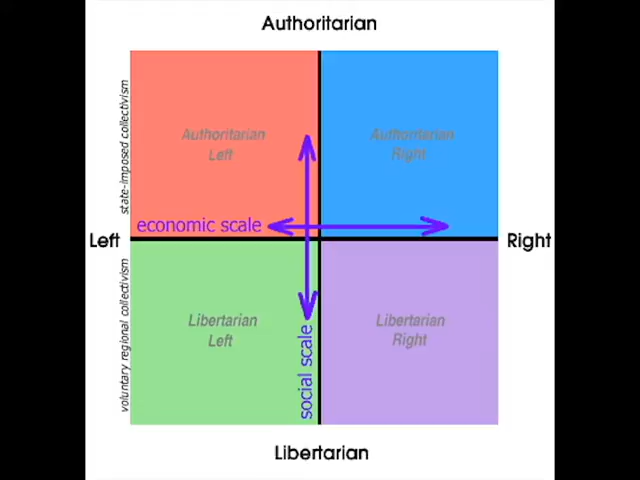 Authoritarian
state-imposed collectivism
Authoritarian
Left
Authoritarian
Right
economic scale
Left
Right
voluntary regional collectivism
Libertarian
Left
Libertarian
Right
social scale
Libertarian